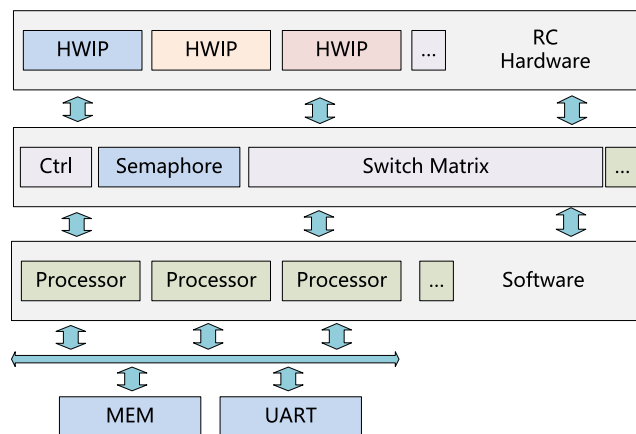 HWIP HWIP HWIP ... RC
Hardware
Ctrl Semaphore Switch Matrix ...
Processor Processor Processor ... Software
MEM UART